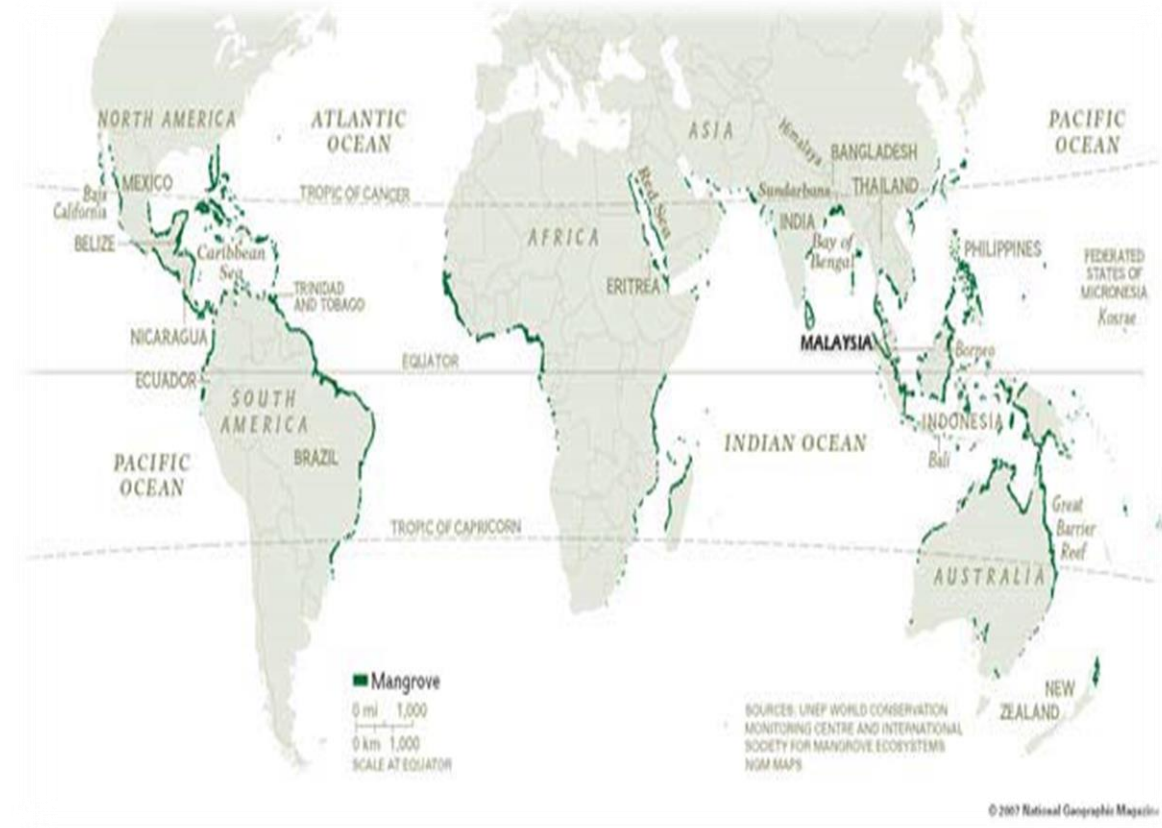 NORTH AMERICA
ATLANTIC
OCEAN
ASIA
Himalaya
BANGLADESH
PACIFIC
OCEAN
MEXICO
Baja
California
TROPIC OF CANCER
Red Sea
Sundarbans
THAILAND
INDIA
BELIZE
Caribbean
Sea
AFRICA
Bay of
Bengal
PHILIPPINES
FEDERATED
STATES OF
MICRONESIA
Kosrae
TRINIDAD
AND TOBAGO
ERITREA
NICARAGUA
MALAYSIA
Borneo
EQUATOR
ECUADOR
SOUTH
AMERICA
INDONESIA
INDIAN OCEAN
BRAZIL
Bali
PACIFIC
OCEAN
TROPIC OF CAPRICORN
Great
Barrier
Reef
AUSTRALIA
Mangrove
0 mi 1,000
0 km 1,000
SCALE AT EQUATOR
NEW
ZEALAND
SOURCES: UNEP WORLD CONSERVATION
MONITORING CENTRE AND INTERNATIONAL
SOCIETY FOR MANGROVE ECOSYSTEMS
NGM MAPS
© 2007 National Geographic Magazine